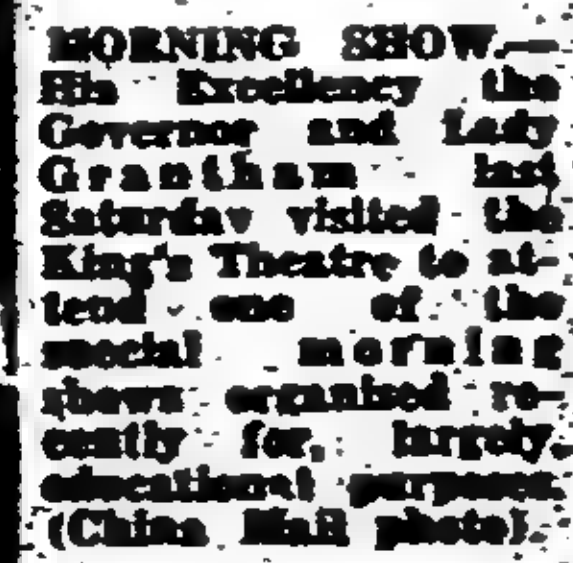 MORNING SHOW.—
His Excellency the
Governor and Lady
Grantham last
Saturday visited the
King's Theatre to at-
tend one of the
special morning
shows organised re-
cently for largely
educational purposes.
(China Mail photo)